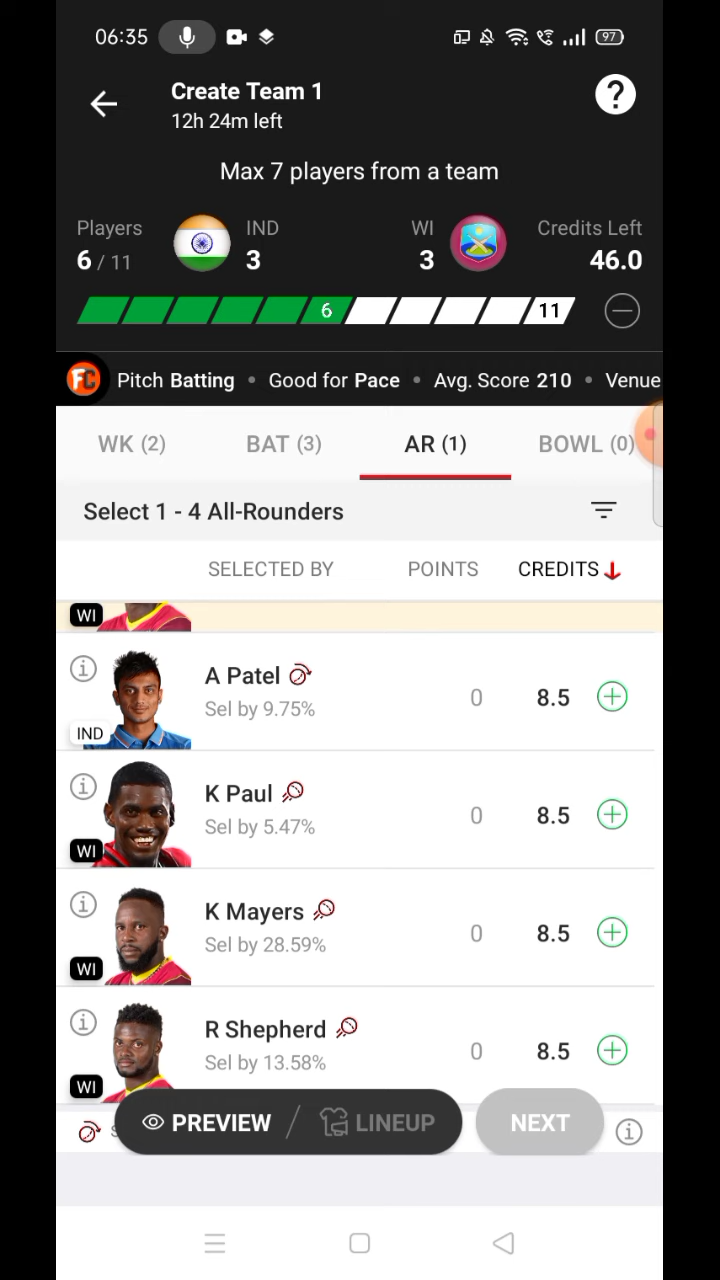 06:35
97
Create Team 1
12h 24m left
?
Max 7 players from a team
Players IND WI Credits Left
6 / 11 3 3 46.0
6 11
FC Pitch Batting • Good for Pace • Avg. Score 210 • Venue
WK (2) BAT (3) AR (1) BOWL (0)
Select 1 - 4 All-Rounders
SELECTED BY POINTS CREDITS
WI
A Patel
Sel by 9.75% 0 8.5
IND
K Paul
Sel by 5.47% 0 8.5
WI
K Mayers
Sel by 28.59% 0 8.5
WI
R Shepherd
Sel by 13.58% 0 8.5
WI
PREVIEW / LINEUP NEXT